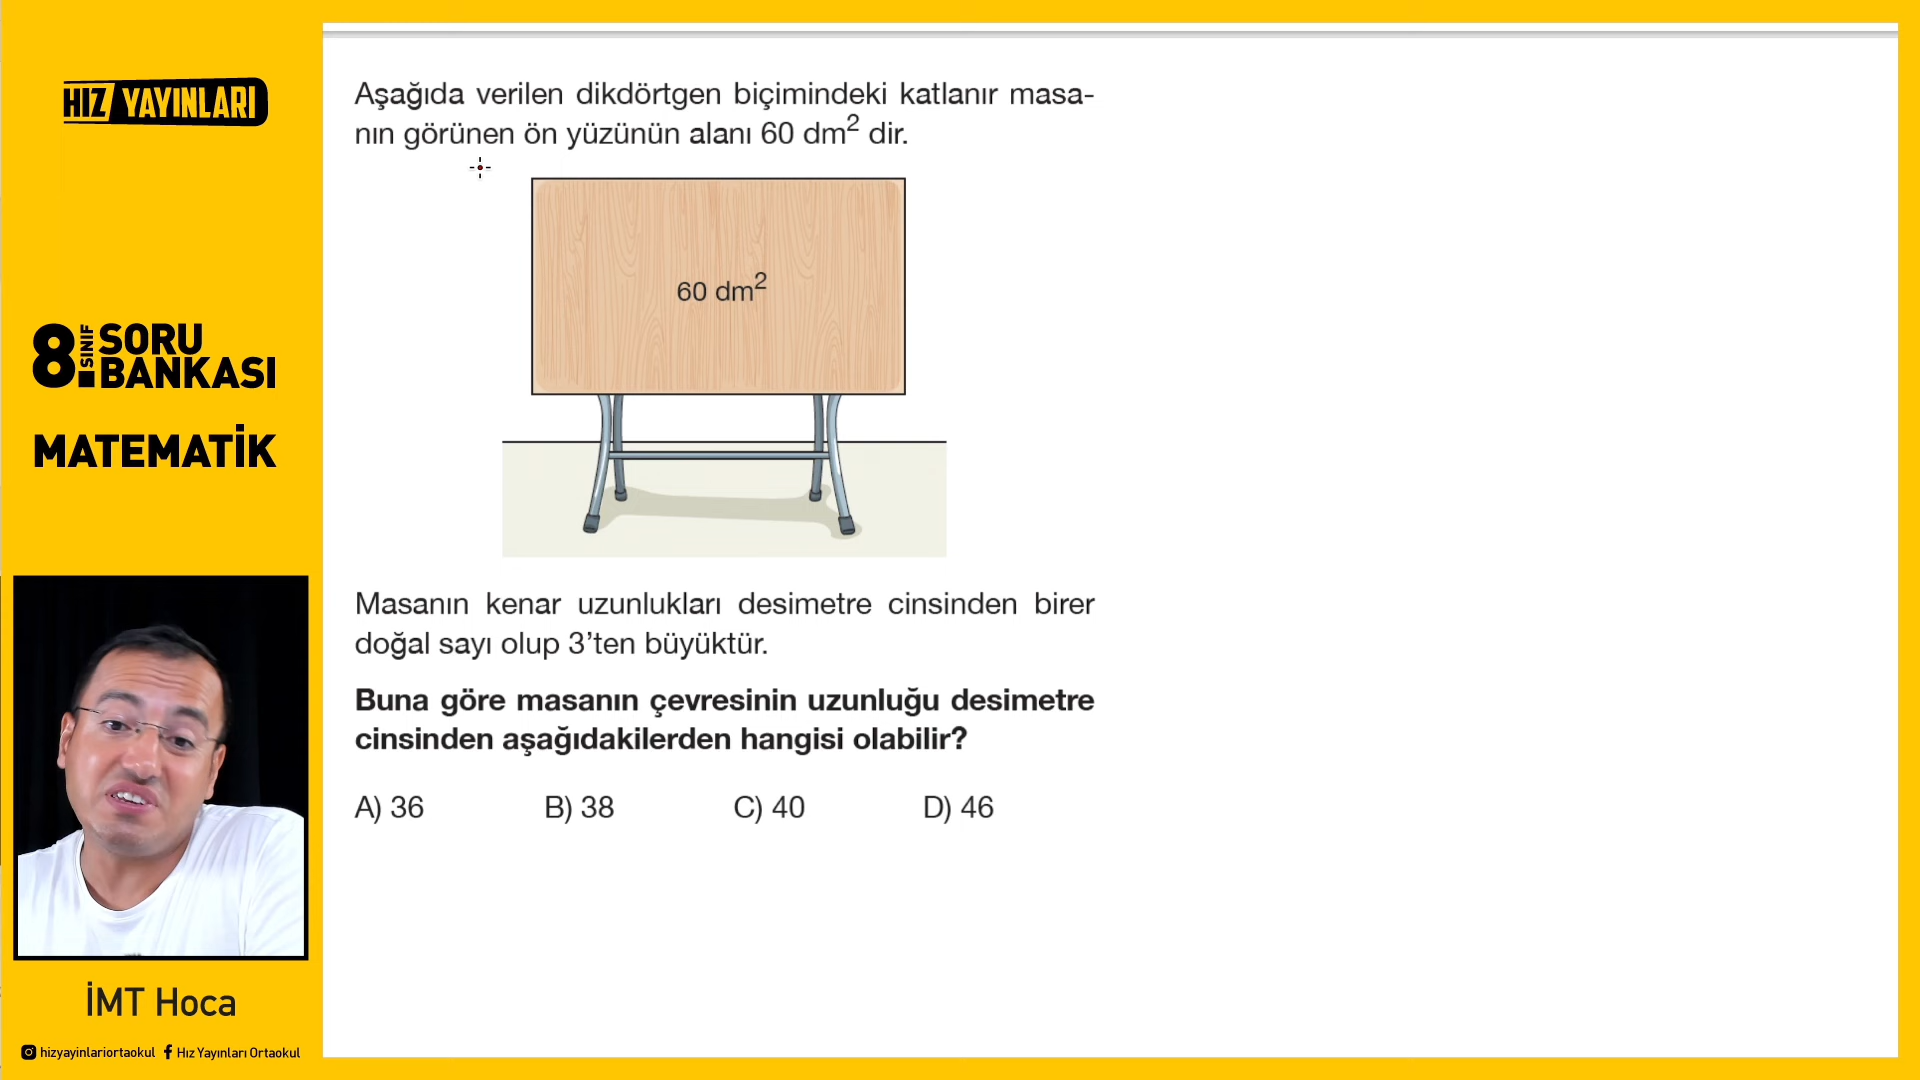 HIZ YAYINLARI
8. SINIF SORU BANKASI
MATEMATİK
İMT Hoca
hizyayinlariortaokul Hız Yayınları Ortaokul
Aşağıda verilen dikdörtgen biçimindeki katlanır masa-
nın görünen ön yüzünün alanı 60 dm² dir.
60 dm²
Masanın kenar uzunlukları desimetre cinsinden birer
doğal sayı olup 3’ten büyüktür.
Buna göre masanın çevresinin uzunluğu desimetre
cinsinden aşağıdakilerden hangisi olabilir?
A) 36 B) 38 C) 40 D) 46